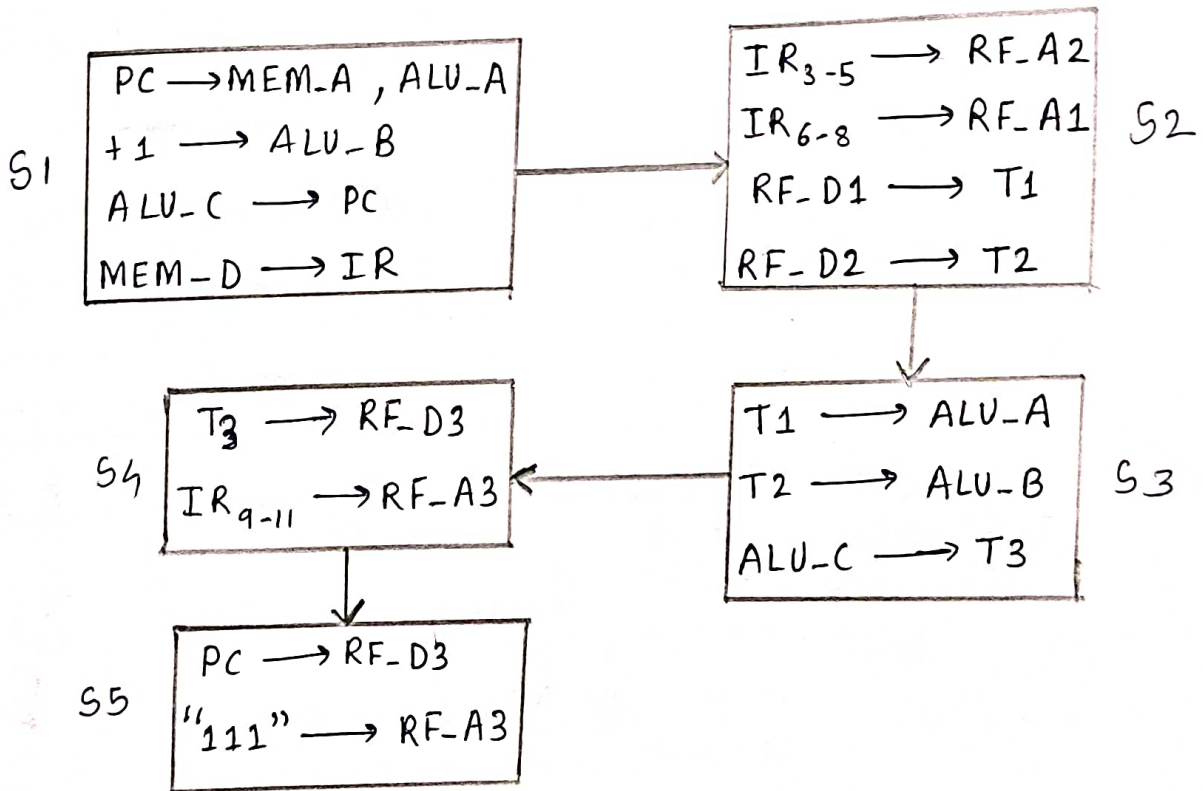 S1
PC → MEM_A , ALU_A
+1 → ALU_B
ALU_C → PC
MEM_D → IR
S2
IR3-5 → RF_A2
IR6-8 → RF_A1
RF_D1 → T1
RF_D2 → T2
S3
T1 → ALU_A
T2 → ALU_B
ALU_C → T3
S4
T3 → RF_D3
IR9-11 → RF_A3
S5
PC → RF_D3
"111" → RF_A3